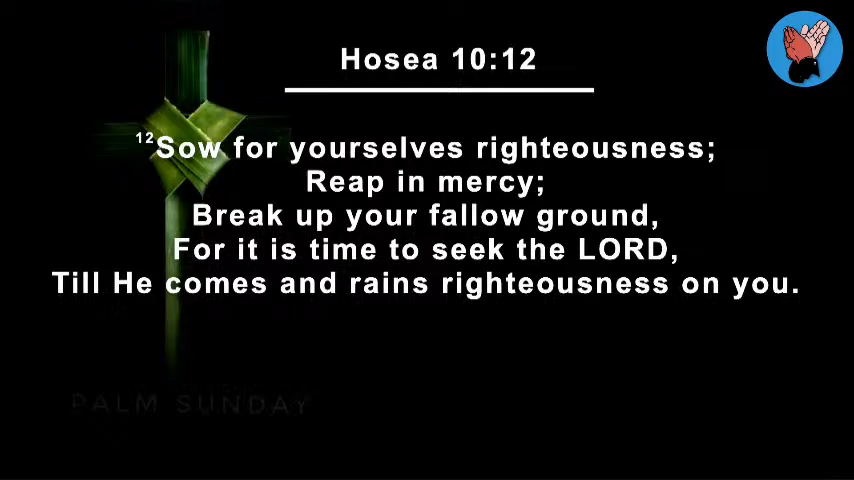 Hosea 10:12
12Sow for yourselves righteousness;
Reap in mercy;
Break up your fallow ground,
For it is time to seek the LORD,
Till He comes and rains righteousness on you.
PALM SUNDAY